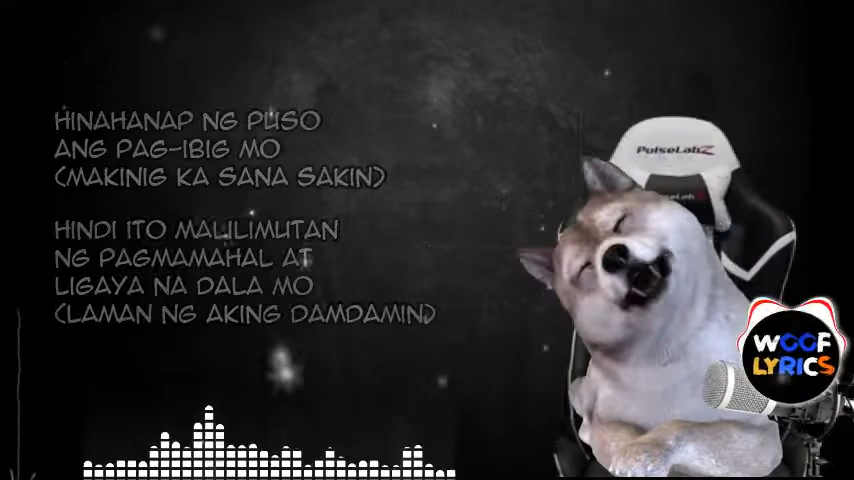 HINAHANAP NG PUSO
ANG PAG-IBIG MO
(MAKINIG KA SANA SAKIN)
HINDI ITO MALILIMUTAN
NG PAGMAMAHAL AT
LIGAYA NA DALA MO
(LAMAN NG AKING DAMDAMIN)
PulseLabZ
WOOF
LYRICS